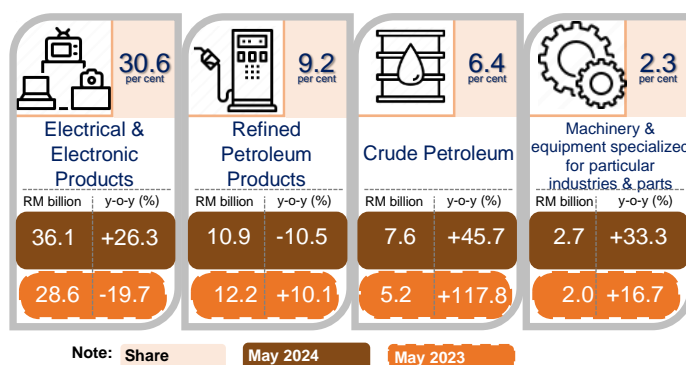 30.6
per cent
Electrical &
Electronic
Products
RM billion y-o-y (%)
36.1 +26.3
28.6 -19.7
9.2
per cent
Refined
Petroleum
Products
RM billion y-o-y (%)
10.9 -10.5
12.2 +10.1
6.4
per cent
Crude Petroleum
RM billion y-o-y (%)
7.6 +45.7
5.2 +117.8
2.3
per cent
Machinery &
equipment specialized
for particular
industries & parts
RM billion y-o-y (%)
2.7 +33.3
2.0 +16.7
Note: Share May 2024 May 2023